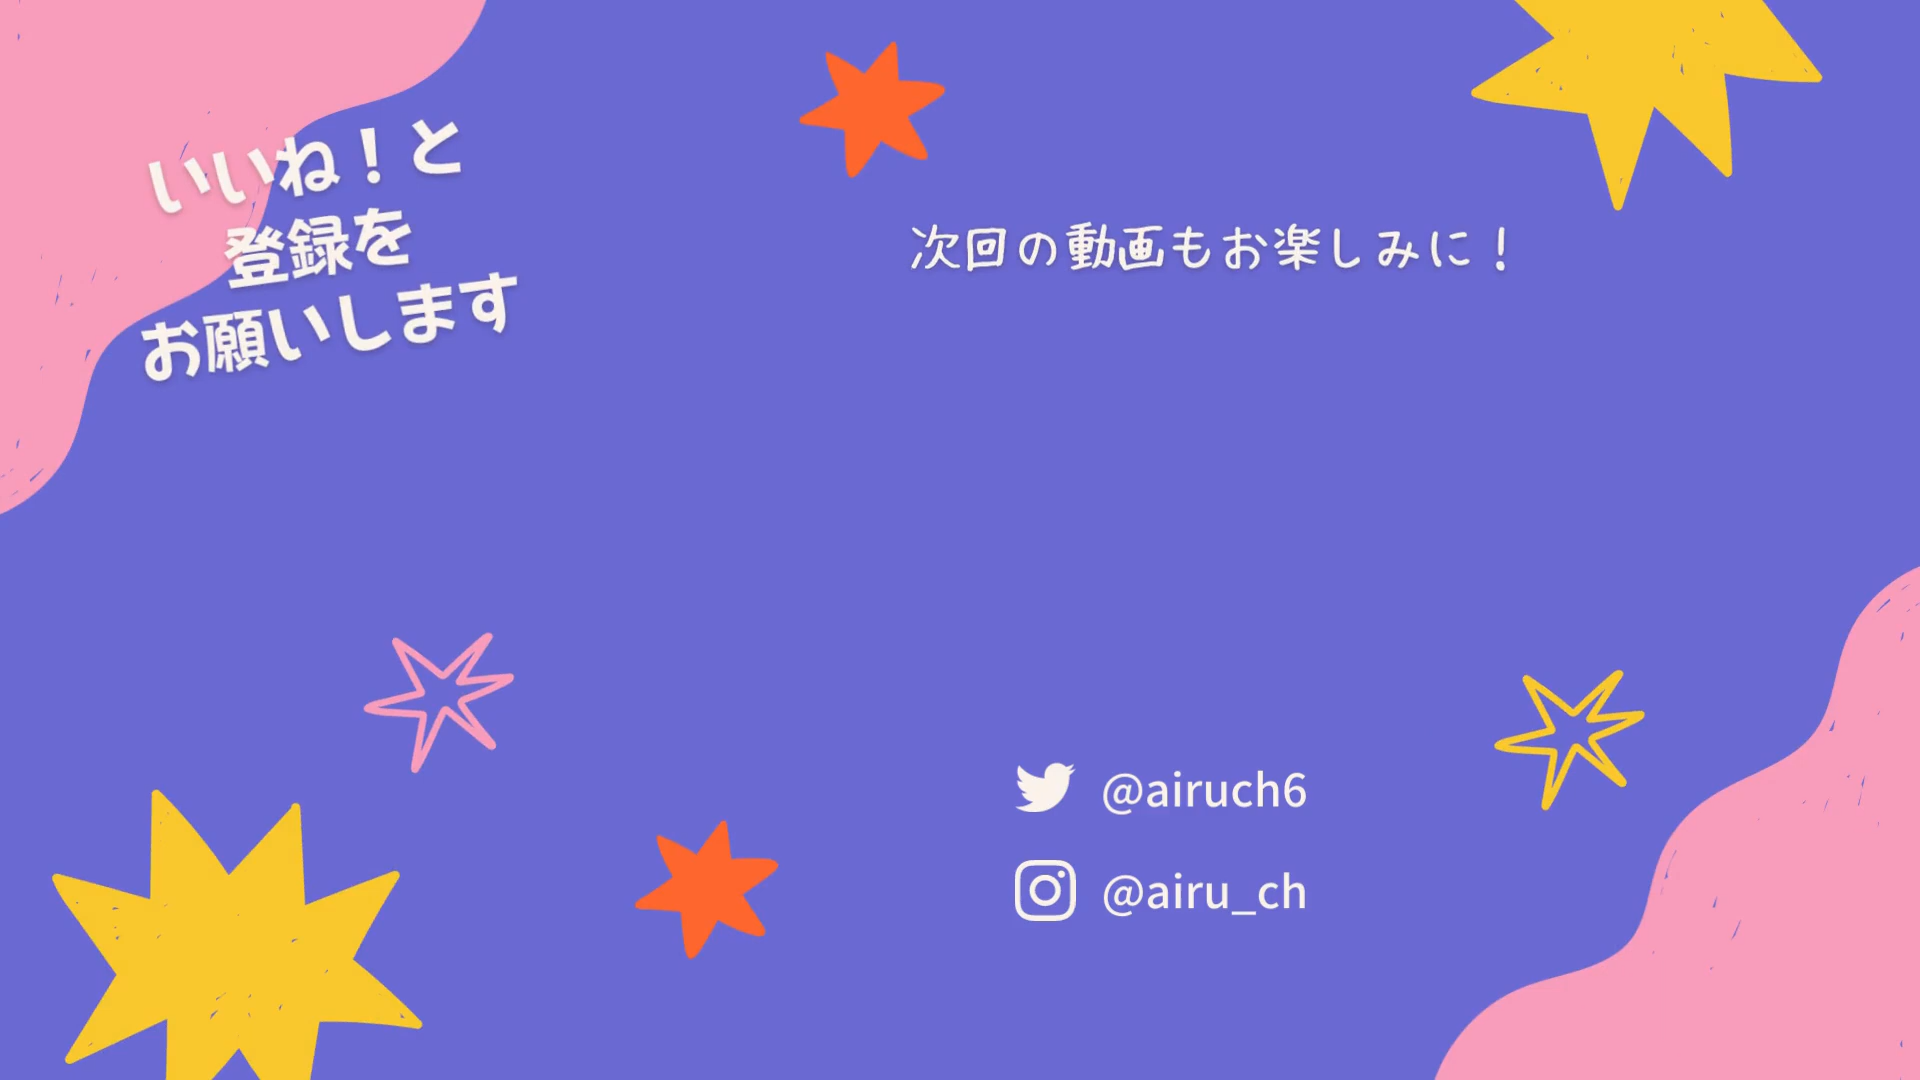 いいね！と
登録を
お願いします
次回の動画もお楽しみに！
@airuch6
@airu_ch